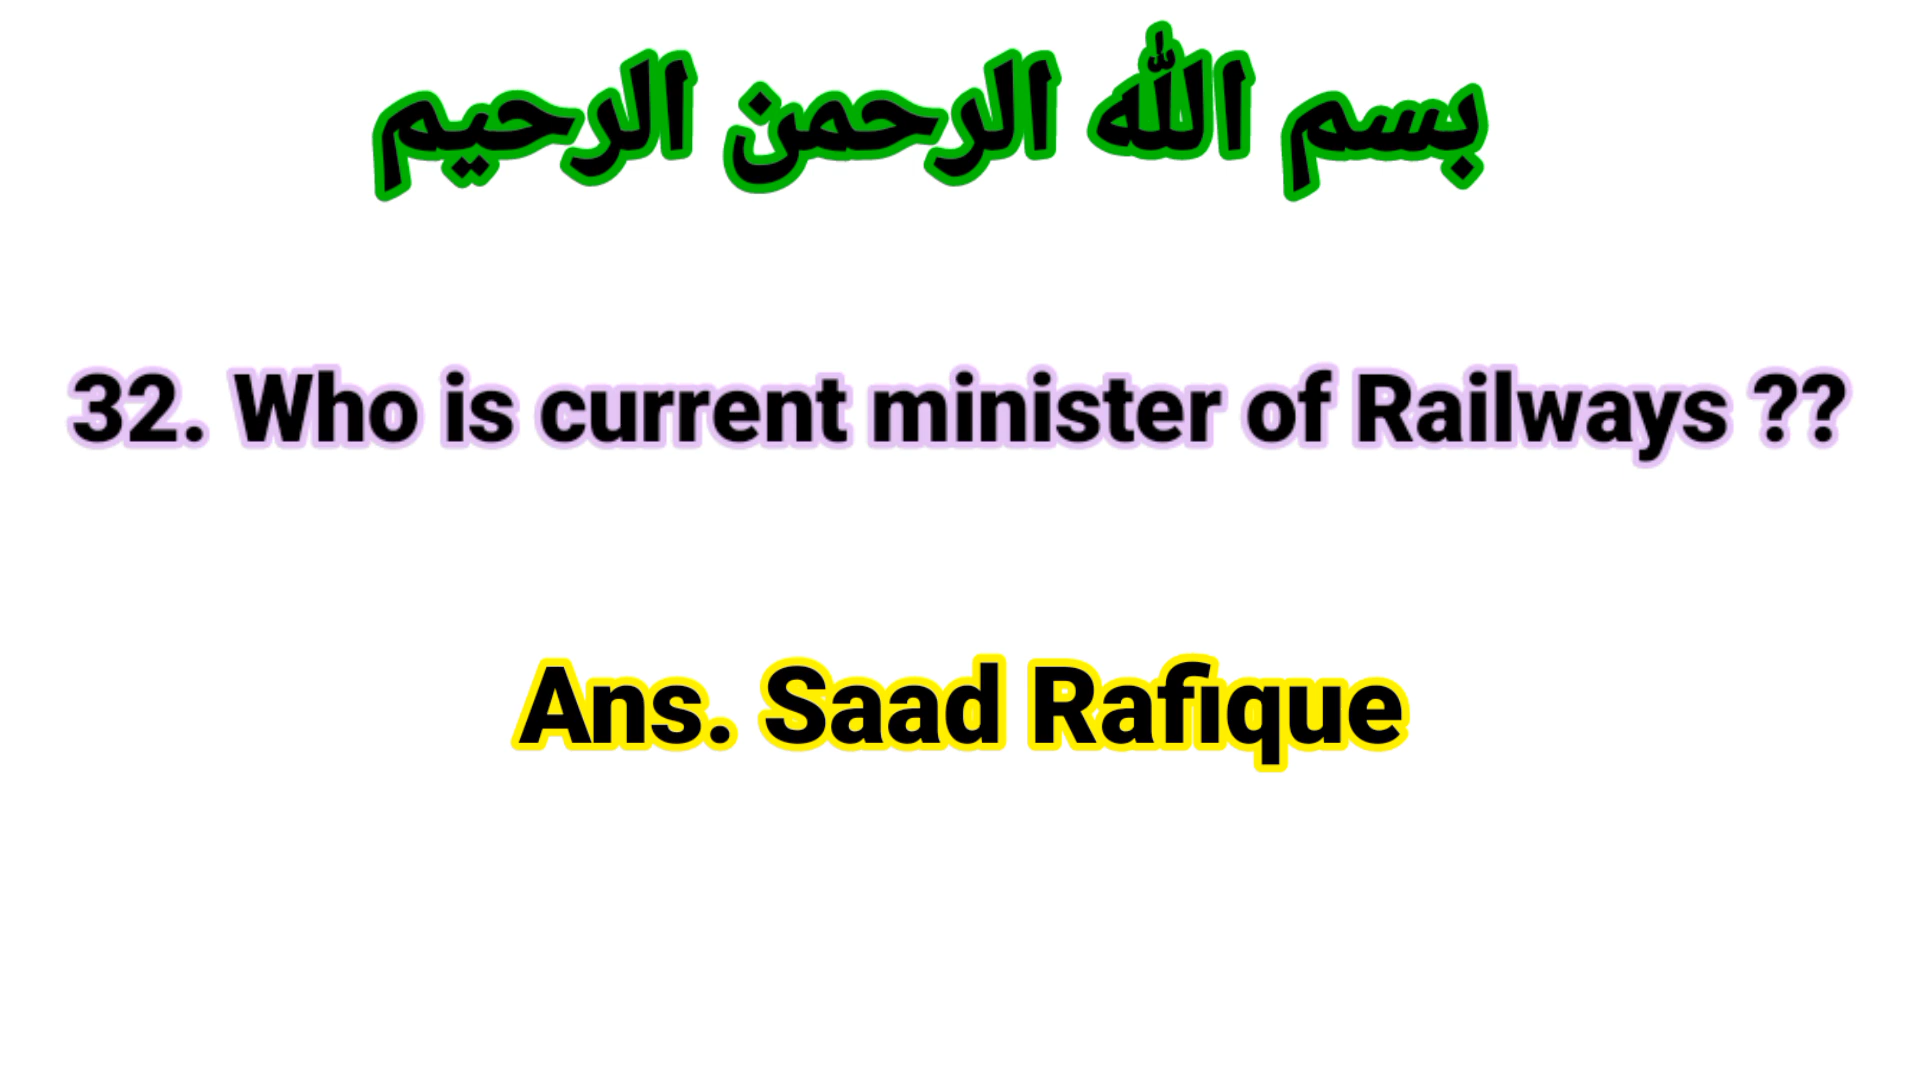 بسم الله الرحمن الرحيم
32. Who is current minister of Railways ??
Ans. Saad Rafique